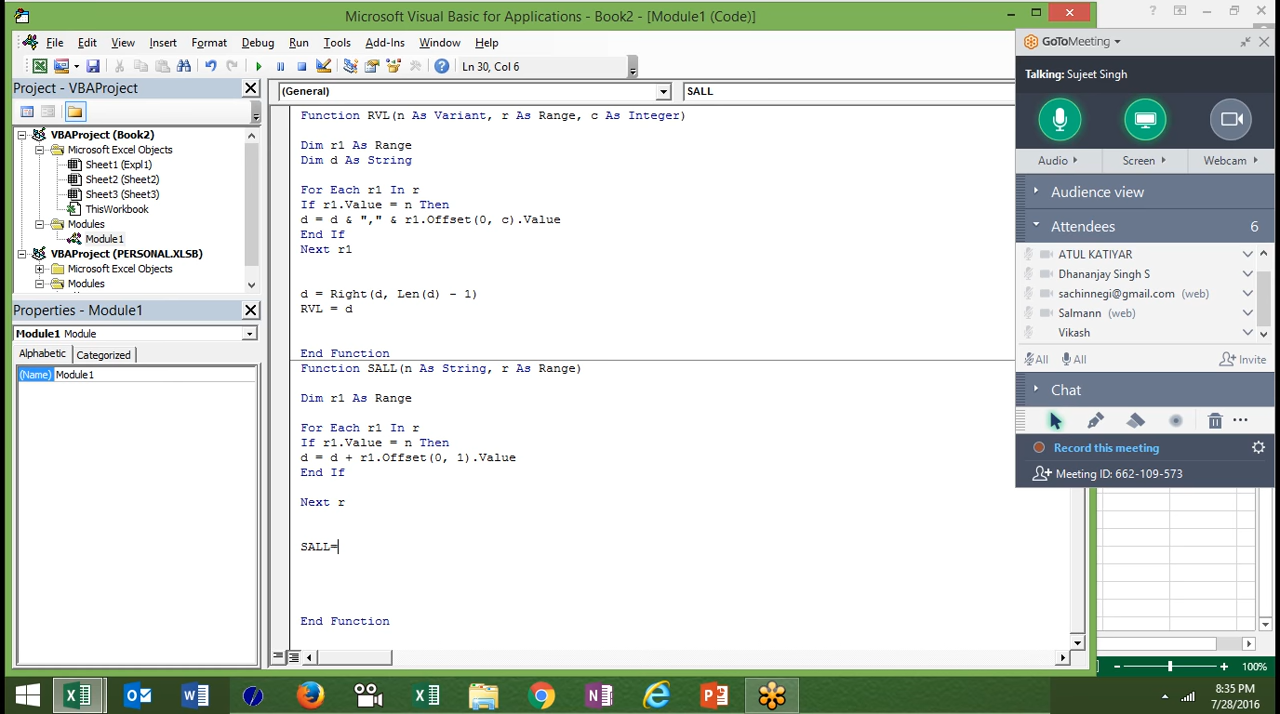 Microsoft Visual Basic for Applications - Book2 - [Module1 (Code)]
File Edit View Insert Format Debug Run Tools Add-Ins Window Help
Ln 30, Col 6
Project - VBAProject
VBAProject (Book2)
Microsoft Excel Objects
Sheet1 (Expl1)
Sheet2 (Sheet2)
Sheet3 (Sheet3)
ThisWorkbook
Modules
Module1
VBAProject (PERSONAL.XLSB)
Microsoft Excel Objects
Modules
Properties - Module1
Module1 Module
Alphabetic Categorized
(Name) Module1
(General) SALL
Function RVL(n As Variant, r As Range, c As Integer)
Dim r1 As Range
Dim d As String
For Each r1 In r
If r1.Value = n Then
d = d & "," & r1.Offset(0, c).Value
End If
Next r1
d = Right(d, Len(d) - 1)
RVL = d
End Function
Function SALL(n As String, r As Range)
Dim r1 As Range
For Each r1 In r
If r1.Value = n Then
d = d + r1.Offset(0, 1).Value
End If
Next r
SALL=
End Function
GoToMeeting
Talking: Sujeet Singh
Audio Screen Webcam
Audience view
Attendees 6
ATUL KATIYAR
Dhananjay Singh S
sachinnegi@gmail.com (web)
Salmann (web)
Vikash
All All Invite
Chat
Record this meeting
Meeting ID: 662-109-573
100%
8:35 PM
7/28/2016